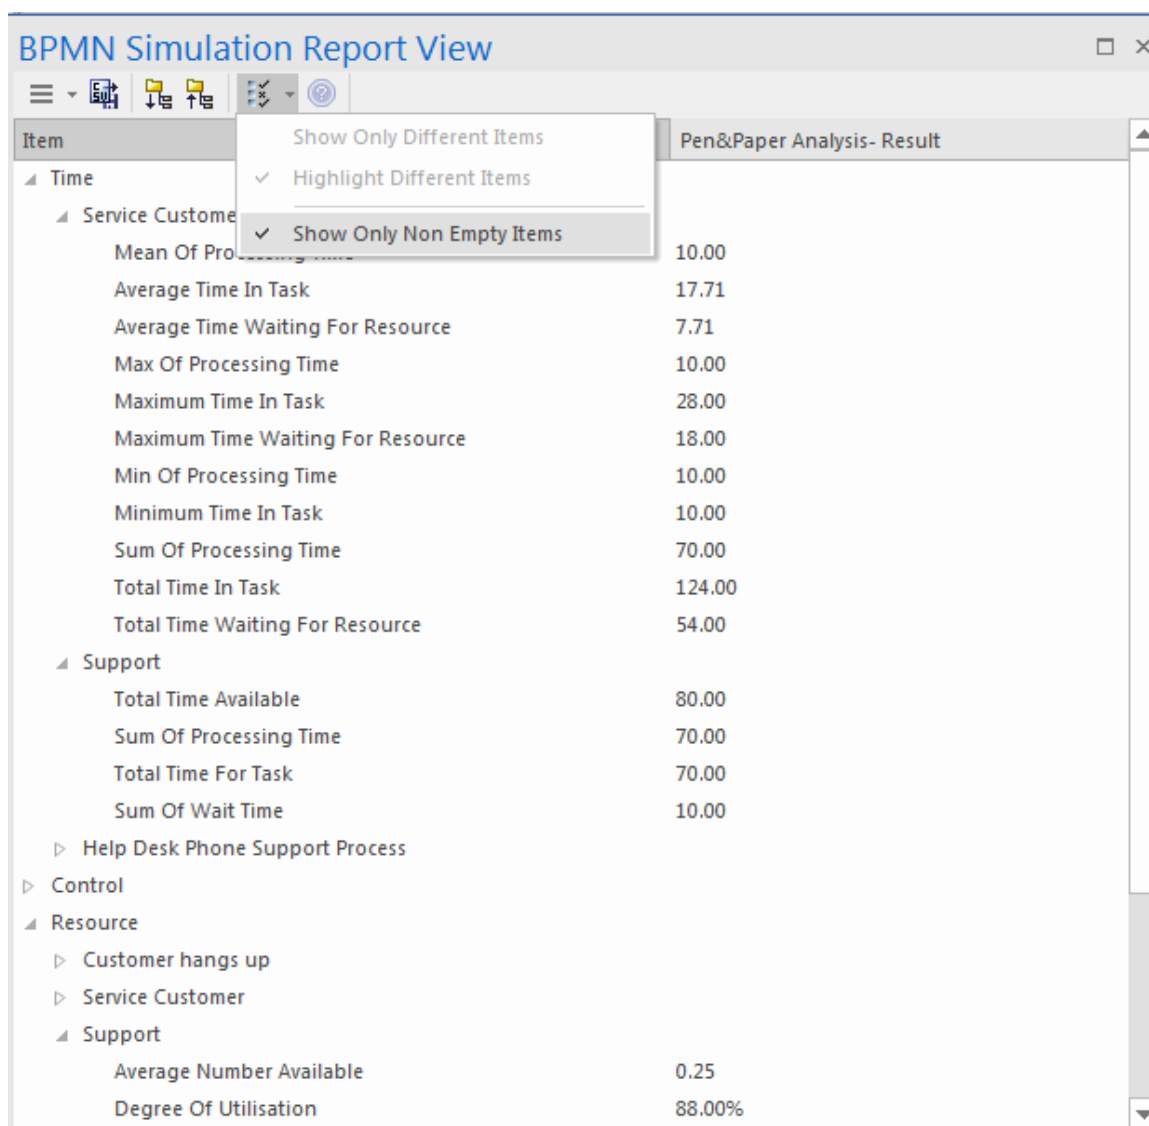 BPMN Simulation Report View
Item
Pen&Paper Analysis- Result
Show Only Different Items
Highlight Different Items
Show Only Non Empty Items
Time
Service Custome
Mean Of Pro
10.00
Average Time In Task 17.71
Average Time Waiting For Resource 7.71
Max Of Processing Time 10.00
Maximum Time In Task 28.00
Maximum Time Waiting For Resource 18.00
Min Of Processing Time 10.00
Minimum Time In Task 10.00
Sum Of Processing Time 70.00
Total Time In Task 124.00
Total Time Waiting For Resource 54.00
Support
Total Time Available 80.00
Sum Of Processing Time 70.00
Total Time For Task 70.00
Sum Of Wait Time 10.00
Help Desk Phone Support Process
Control
Resource
Customer hangs up
Service Customer
Support
Average Number Available 0.25
Degree Of Utilisation 88.00%